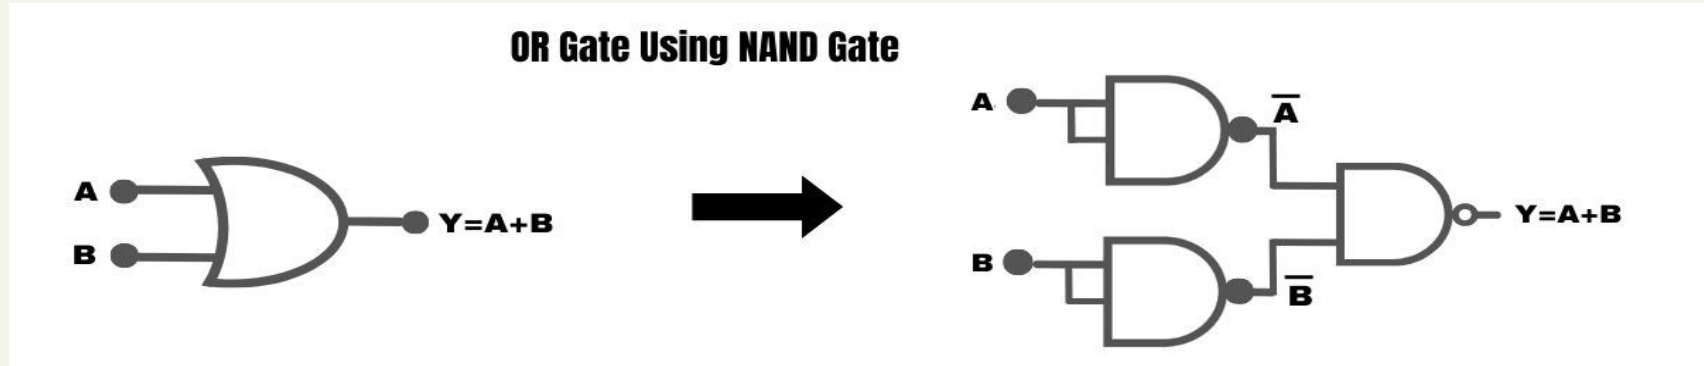 OR Gate Using NAND Gate
A
B
Y=A+B
A
A̅
B
B̅
Y=A+B